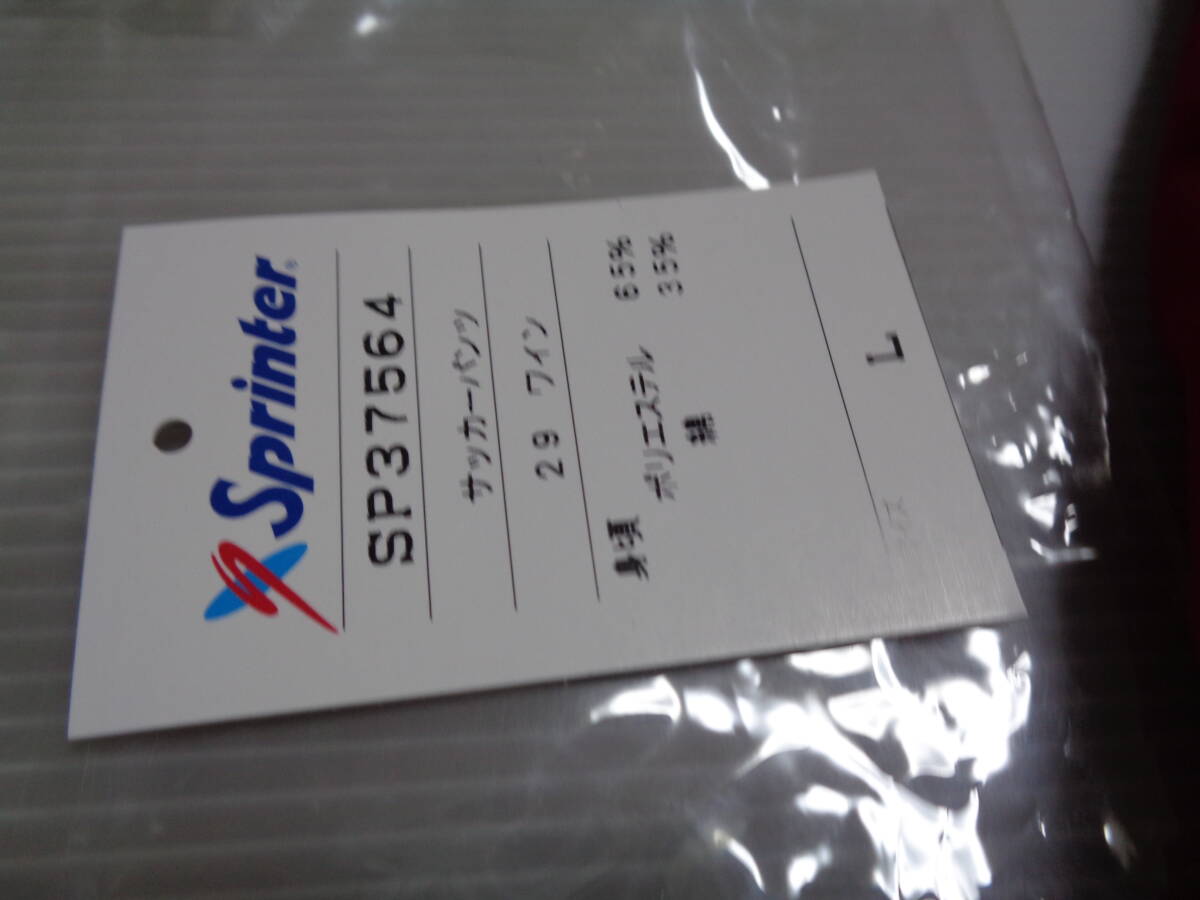 Sprinter®
SP37564
サッカーパンツ
29 ワイン
身頃
ポリエステル 65%
綿 35%
L